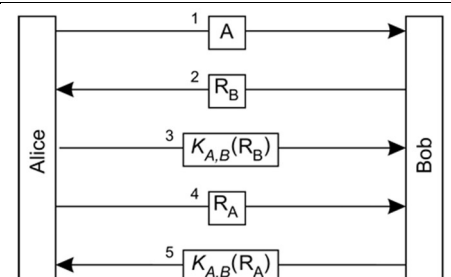 Alice
Bob
1 A
2 R_B
3 K_A,B(R_B)
4 R_A
5 K_A,B(R_A)